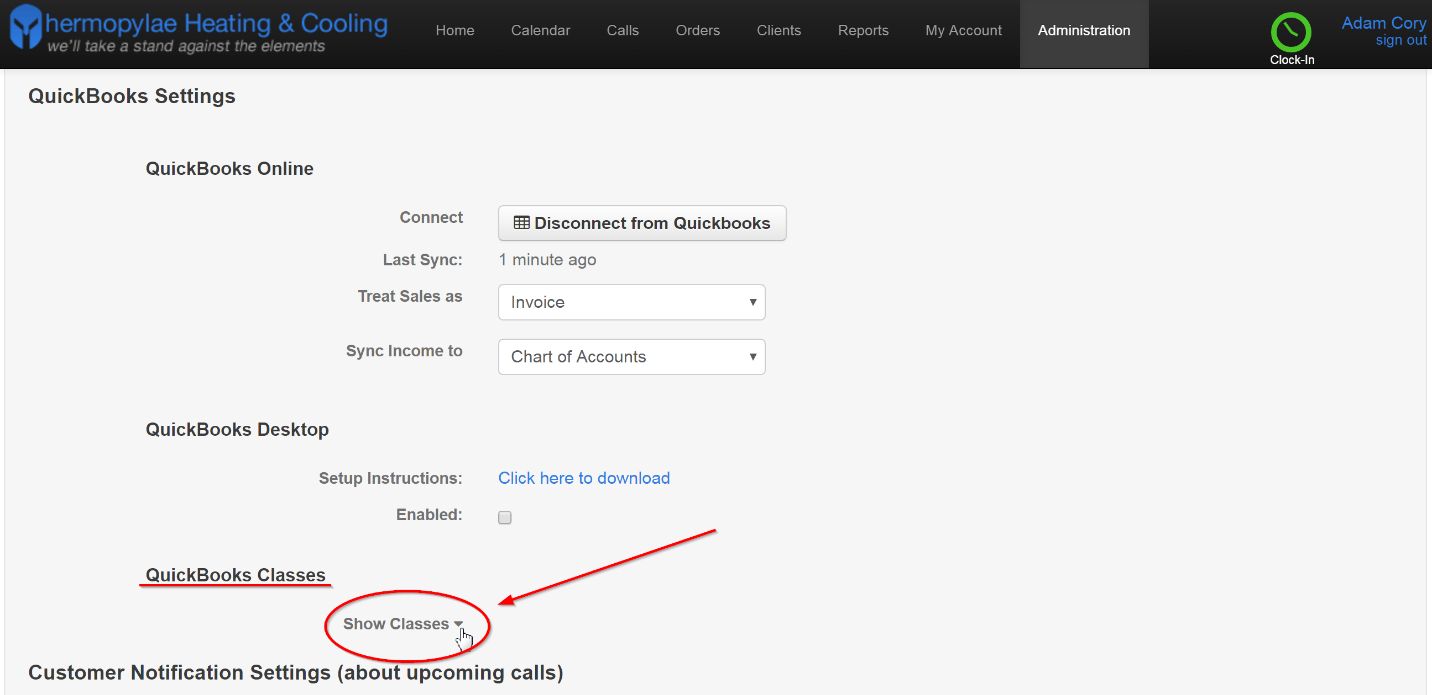 hermopylae Heating & Cooling
we'll take a stand against the elements
Home Calendar Calls Orders Clients Reports My Account Administration
Clock-In
Adam Cory
sign out
QuickBooks Settings
QuickBooks Online
Connect Disconnect from Quickbooks
Last Sync: 1 minute ago
Treat Sales as Invoice
Sync Income to Chart of Accounts
QuickBooks Desktop
Setup Instructions: Click here to download
Enabled:
QuickBooks Classes
Show Classes
Customer Notification Settings (about upcoming calls)